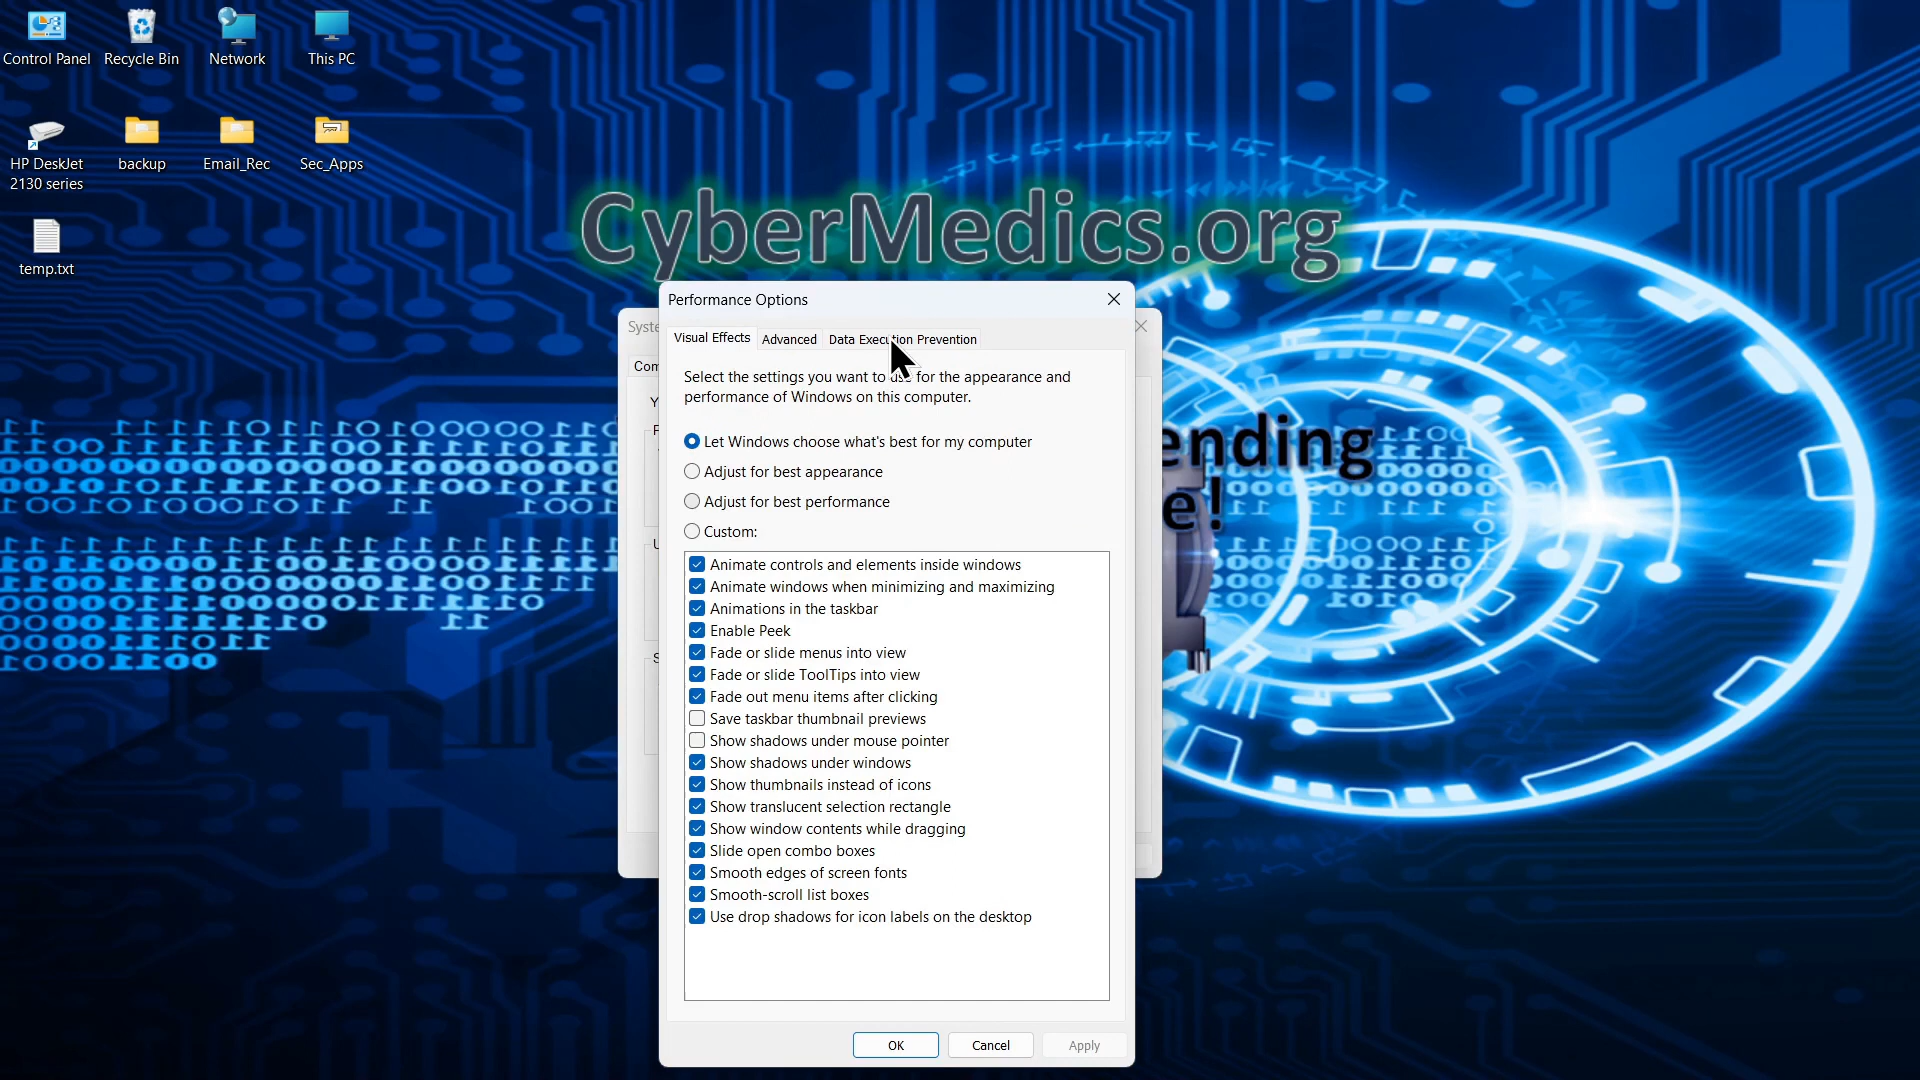 Control Panel
Recycle Bin
Network
This PC
HP DeskJet
2130 series
backup
Email_Rec
Sec_Apps
temp.txt
CyberMedics.org
ending
e!
Syste
Com
Performance Options
Visual Effects
Advanced
Data Execution Prevention
Select the settings you want to use for the appearance and
performance of Windows on this computer.
Let Windows choose what's best for my computer
Adjust for best appearance
Adjust for best performance
Custom:
Animate controls and elements inside windows
Animate windows when minimizing and maximizing
Animations in the taskbar
Enable Peek
Fade or slide menus into view
Fade or slide ToolTips into view
Fade out menu items after clicking
Save taskbar thumbnail previews
Show shadows under mouse pointer
Show shadows under windows
Show thumbnails instead of icons
Show translucent selection rectangle
Show window contents while dragging
Slide open combo boxes
Smooth edges of screen fonts
Smooth-scroll list boxes
Use drop shadows for icon labels on the desktop
OK
Cancel
Apply